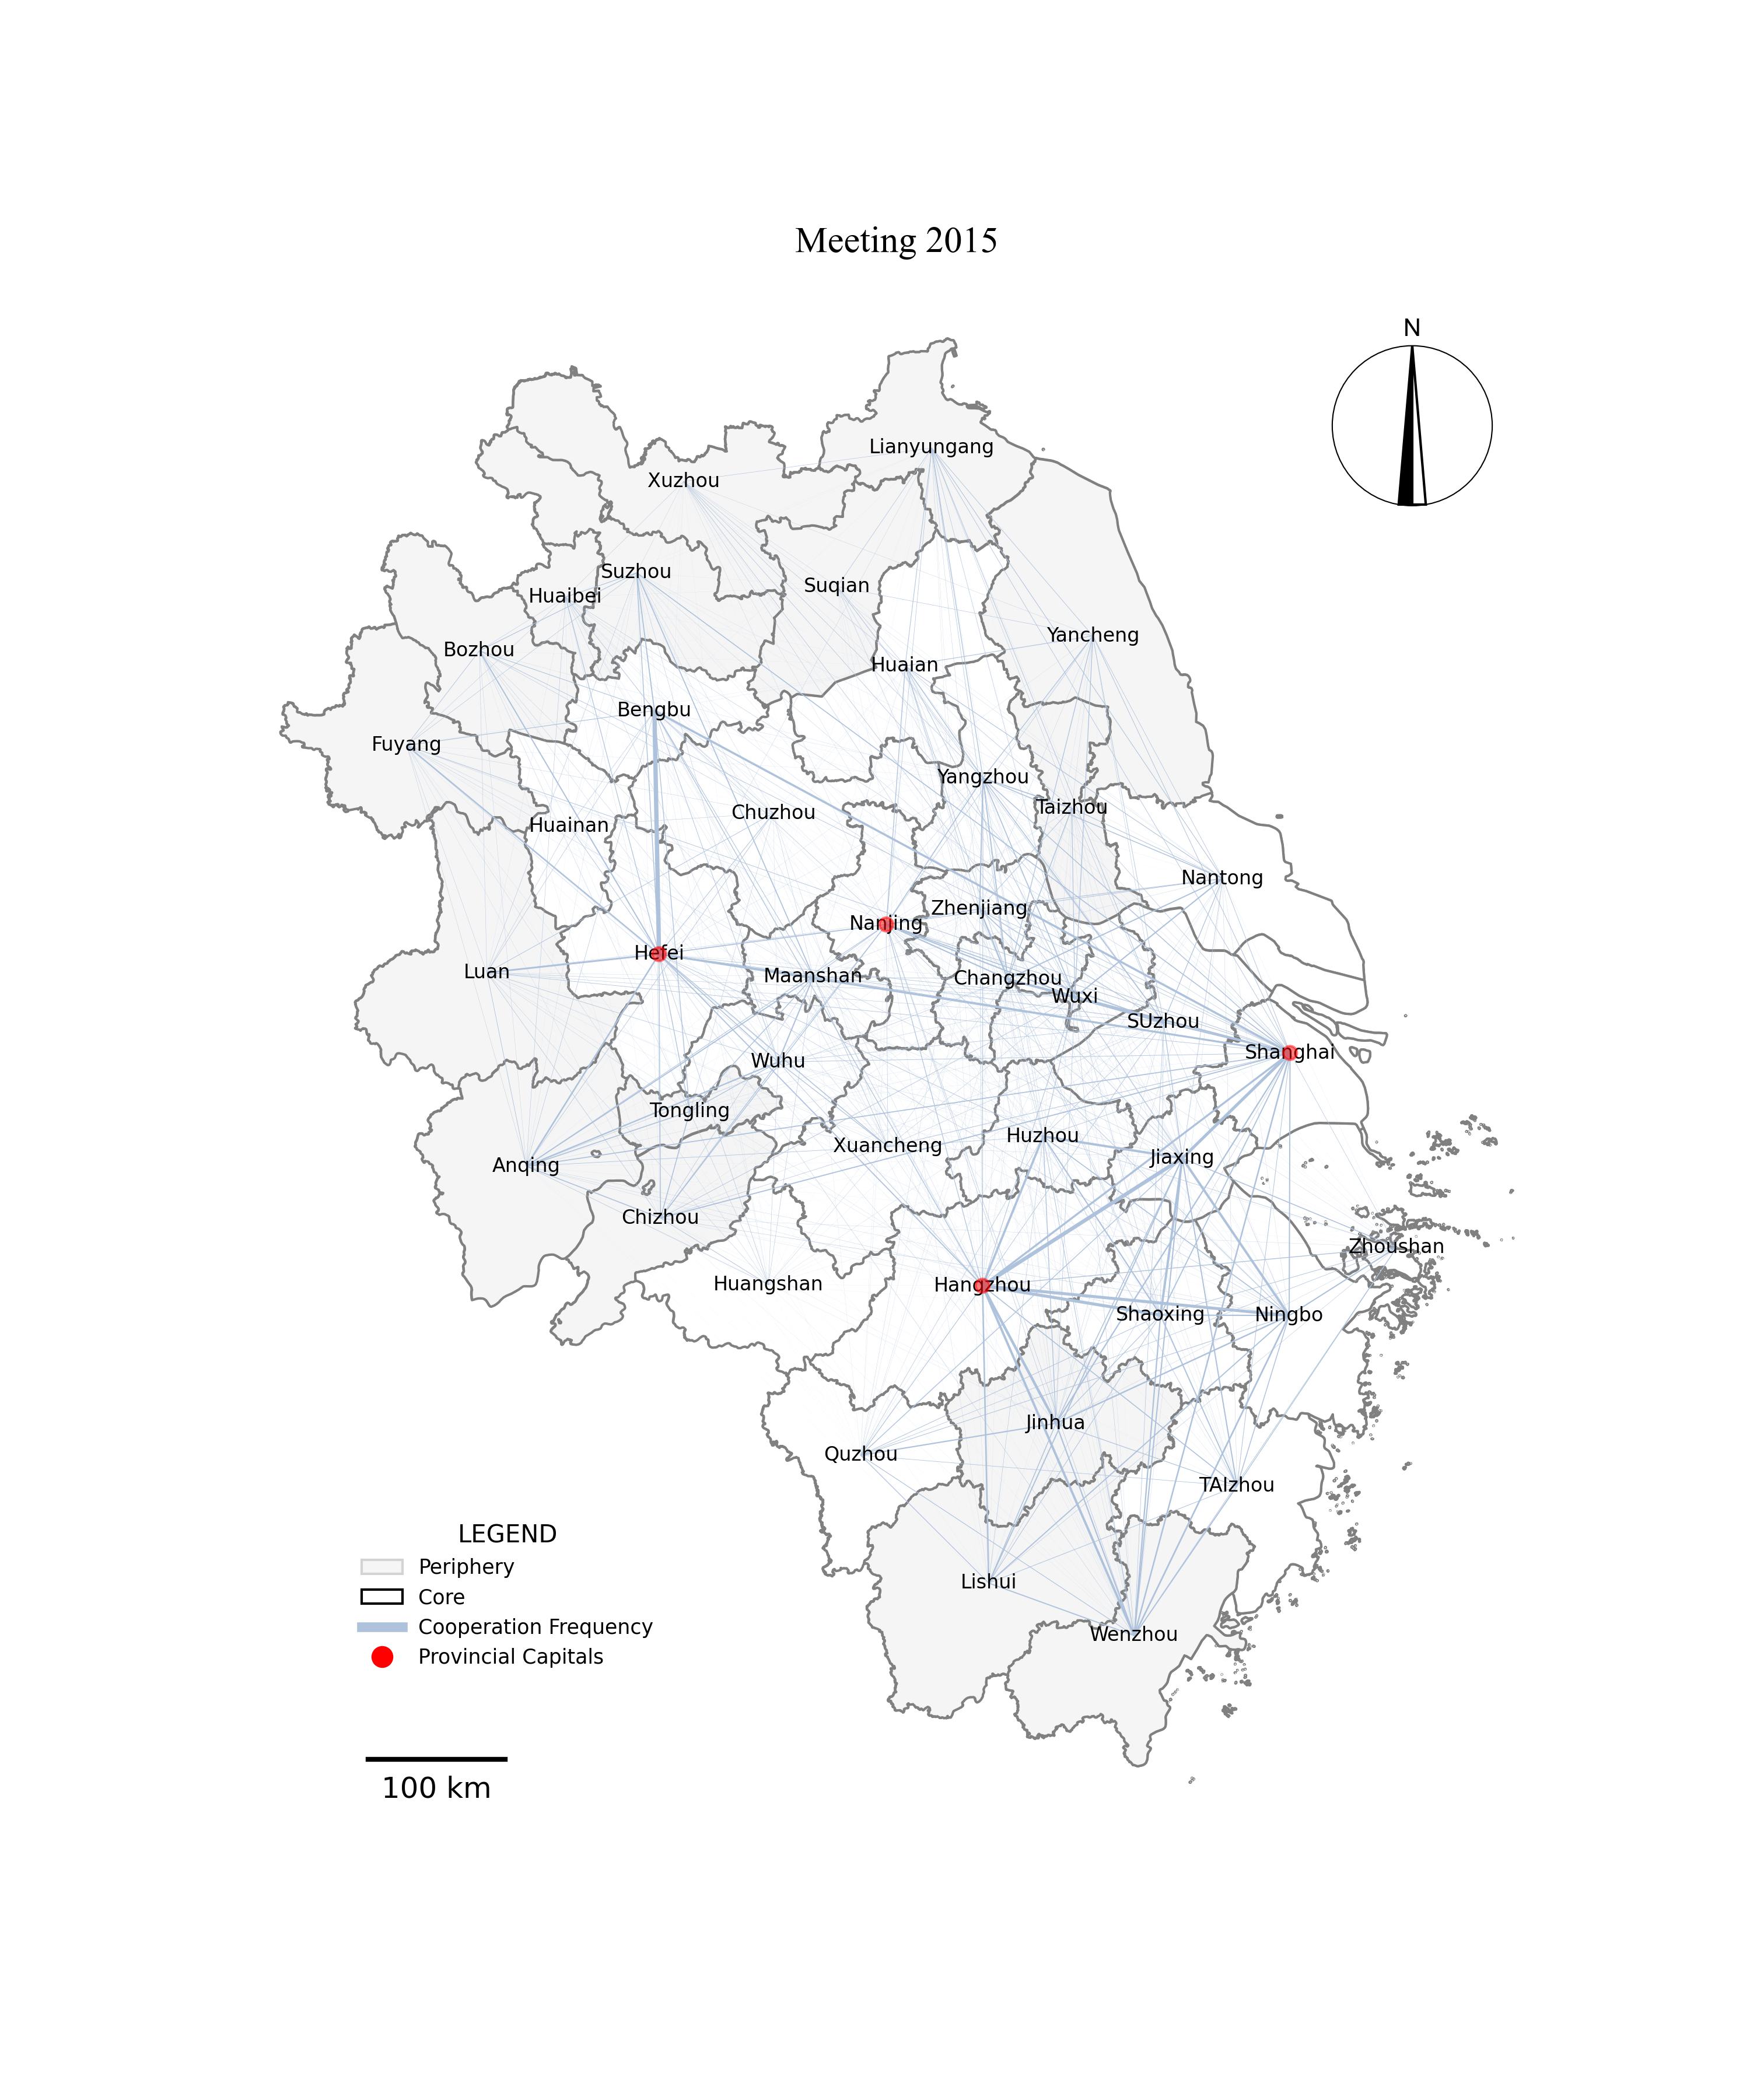 Meeting 2015
N
Lianyungang
Xuzhou
Suzhou
Suqian
Huaibei
Yancheng
Bozhou
Huaian
Bengbu
Fuyang
Yangzhou
Taizhou
Chuzhou
Huainan
Nantong
Zhenjiang
Nanjing
Hefei
Luan
Maanshan
Changzhou
Wuxi
SUzhou
Shanghai
Wuhu
Tongling
Huzhou
Xuancheng
Jiaxing
Anqing
Chizhou
Zhoushan
Huangshan
Hangzhou
Shaoxing
Ningbo
Jinhua
Quzhou
TAIzhou
Lishui
Wenzhou
LEGEND
Periphery
Core
Cooperation Frequency
Provincial Capitals
100 km